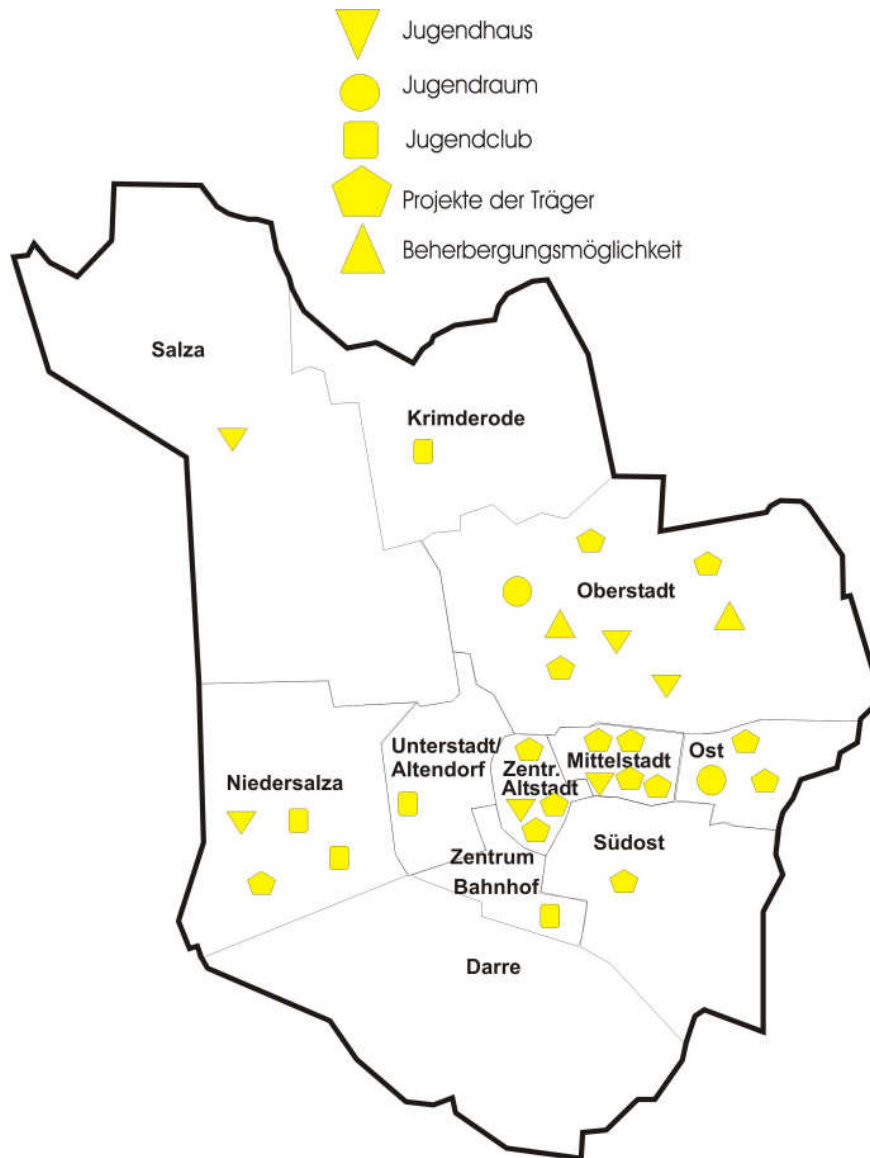 Jugendhaus
Jugendraum
Jugendclub
Projekte der Träger
Beherbergungsmöglichkeit
Salza
Krimderode
Oberstadt
Unterstadt/
Altendorf
Zentr.
Altstadt
Mittelstadt
Ost
Niedersalza
Südost
Zentrum
Bahnhof
Darre